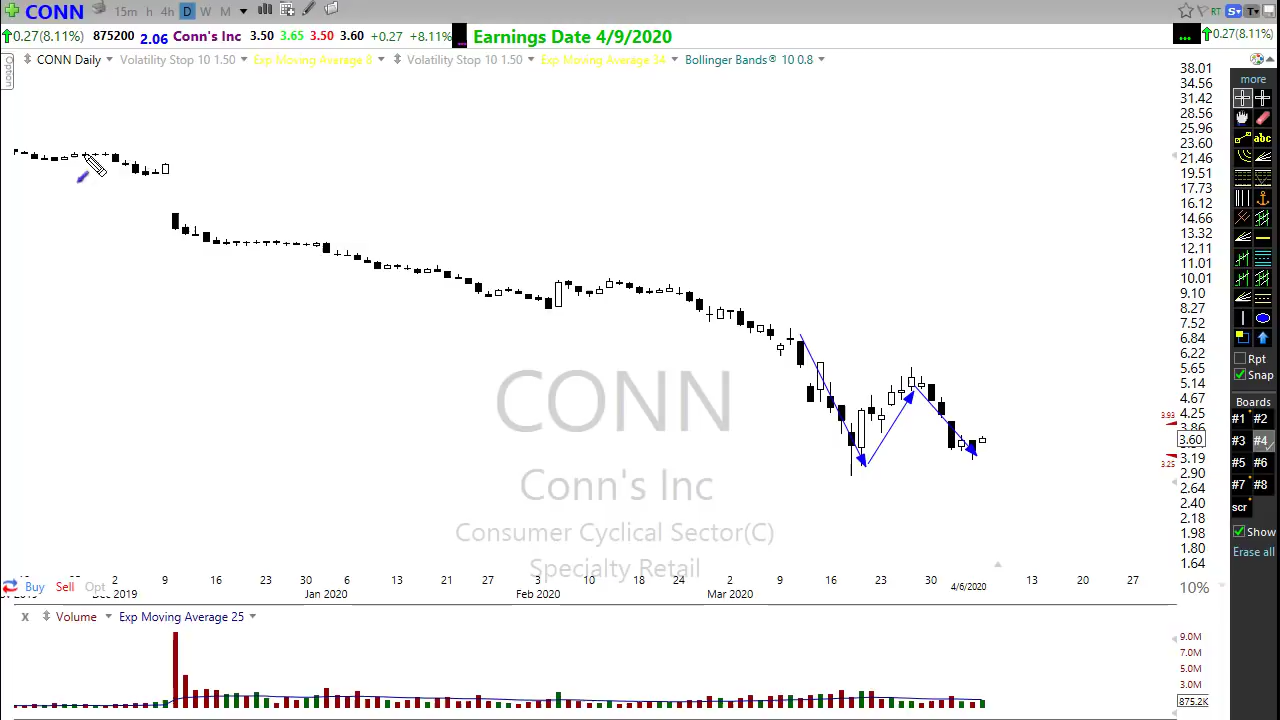 CONN 15m h 4h D W M RT S T
0.27(8.11%) 875200 2.06 Conn's Inc 3.50 3.65 3.50 3.60 +0.27 +8.11% Earnings Date 4/9/2020 ... 0.27(8.11%)
Option
CONN Daily Volatility Stop 10 1.50 Exp Moving Average 8 Volatility Stop 10 1.50 Exp Moving Average 34 Bollinger Bands® 10 0.8
38.01
34.56
31.42
28.56
25.96
23.60
21.46
19.51
17.73
16.12
14.66
13.32
12.11
11.01
10.01
9.10
8.27
7.52
6.84
6.22
5.65
5.14
4.67
4.25
3.93
3.86
3.60
3.19
3.25
2.90
2.64
2.40
2.18
1.98
1.80
1.64
10%
more
abc
Rpt
Snap
Boards
#1 #2
#3 #4
#5 #6
#7 #8
scr
Show
Erase all
CONN
Conn's Inc
Consumer Cyclical Sector(C)
Specialty Retail
Buy Sell Opt
2 9 16 23 30 6 13 21 27 3 10 18 24 2 9 16 23 30 4/6/2020 13 20 27
Dec 2019 Jan 2020 Feb 2020 Mar 2020
x Volume Exp Moving Average 25
9.0M
7.0M
5.0M
3.0M
875.2K